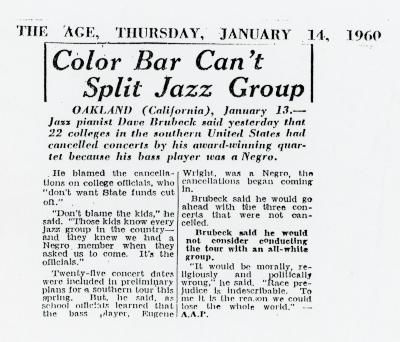 THE AGE, THURSDAY, JANUARY 14, 1960
Color Bar Can't
Split Jazz Group
OAKLAND (California), January 13.—
Jazz pianist Dave Brubeck said yesterday that
22 colleges in the southern United States had
cancelled concerts by his award-winning quar-
tet because his bass player was a Negro.
He blamed the cancella-
tions on college officials, who
"don't want State funds cut
off."
"Don't blame the kids," he
said. "Those kids know every
jazz group in the country—
and they knew we had a
Negro member when they
asked us to come. It's the
officials."
Twenty-five concert dates
were included in preliminary
plans for a southern tour this
spring. But, he said, as
school officials learned that
the bass player, Eugene
Wright, was a Negro, the
cancellations began coming
in.
Brubeck said he would go
ahead with the three con-
certs that were not can-
celled.
Brubeck said he would
not consider conducting
the tour with an all-white
group.
"It would be morally, re-
ligiously and politically
wrong," he said. "Race pre-
judice is indescribable. To
me it is the reason we could
lose the whole world." —
A.A.P.